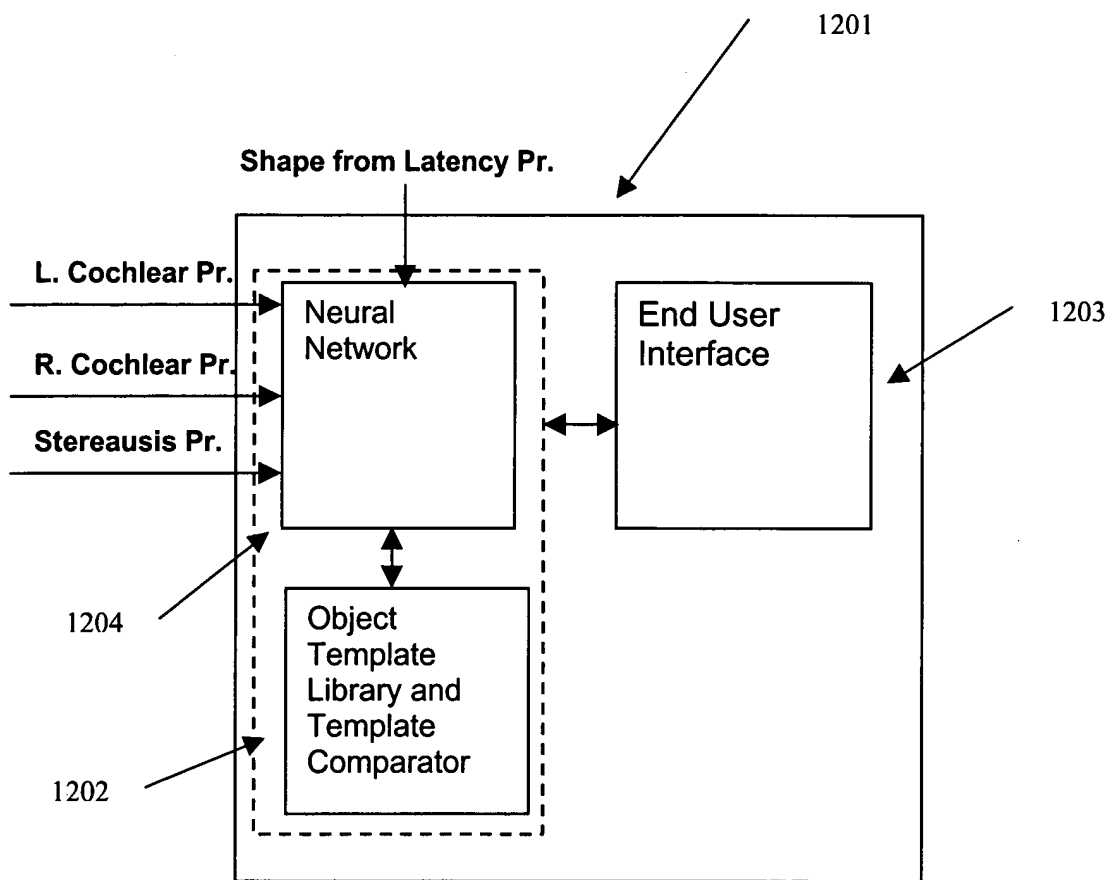 1201
Shape from Latency Pr.
L. Cochlear Pr.
R. Cochlear Pr.
Stereausis Pr.
Neural
Network
End User
Interface
1203
1204
Object
Template
Library and
Template
Comparator
1202